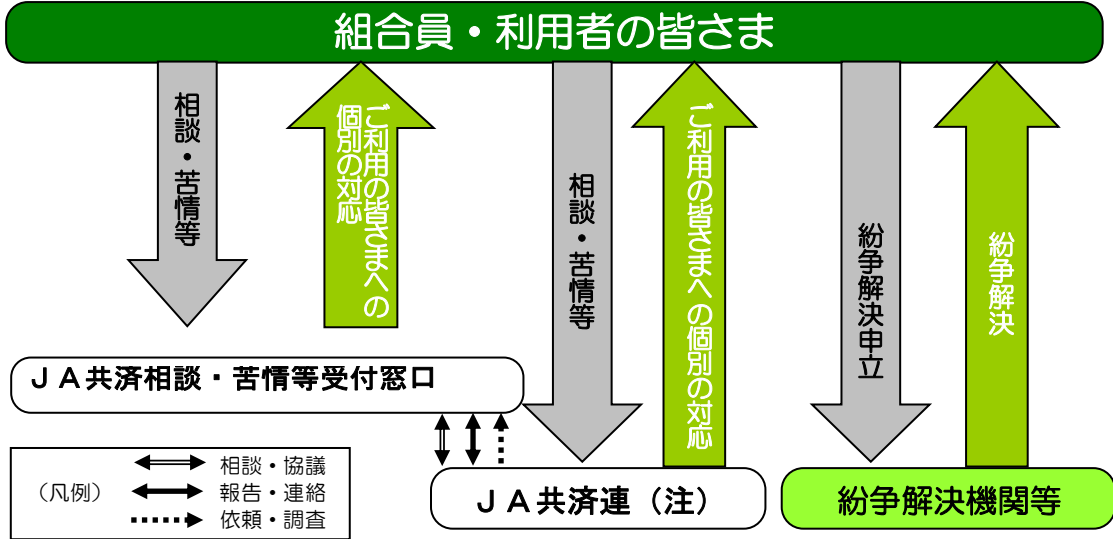 組合員・利用者の皆さま
相談・苦情等
ご利用の皆さまへの
個別の対応
相談・苦情等
ご利用の皆さまへの個別の対応
紛争解決申立
紛争解決
ＪＡ共済相談・苦情等受付窓口
（凡例）
相談・協議
報告・連絡
依頼・調査
ＪＡ共済連（注）
紛争解決機関等